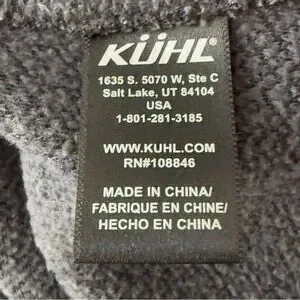 KÜHL®
1635 S. 5070 W, Ste C
Salt Lake, UT 84104
USA
1-801-281-3185
WWW.KUHL.COM
RN#108846
MADE IN CHINA/
FABRIQUE EN CHINE/
HECHO EN CHINA